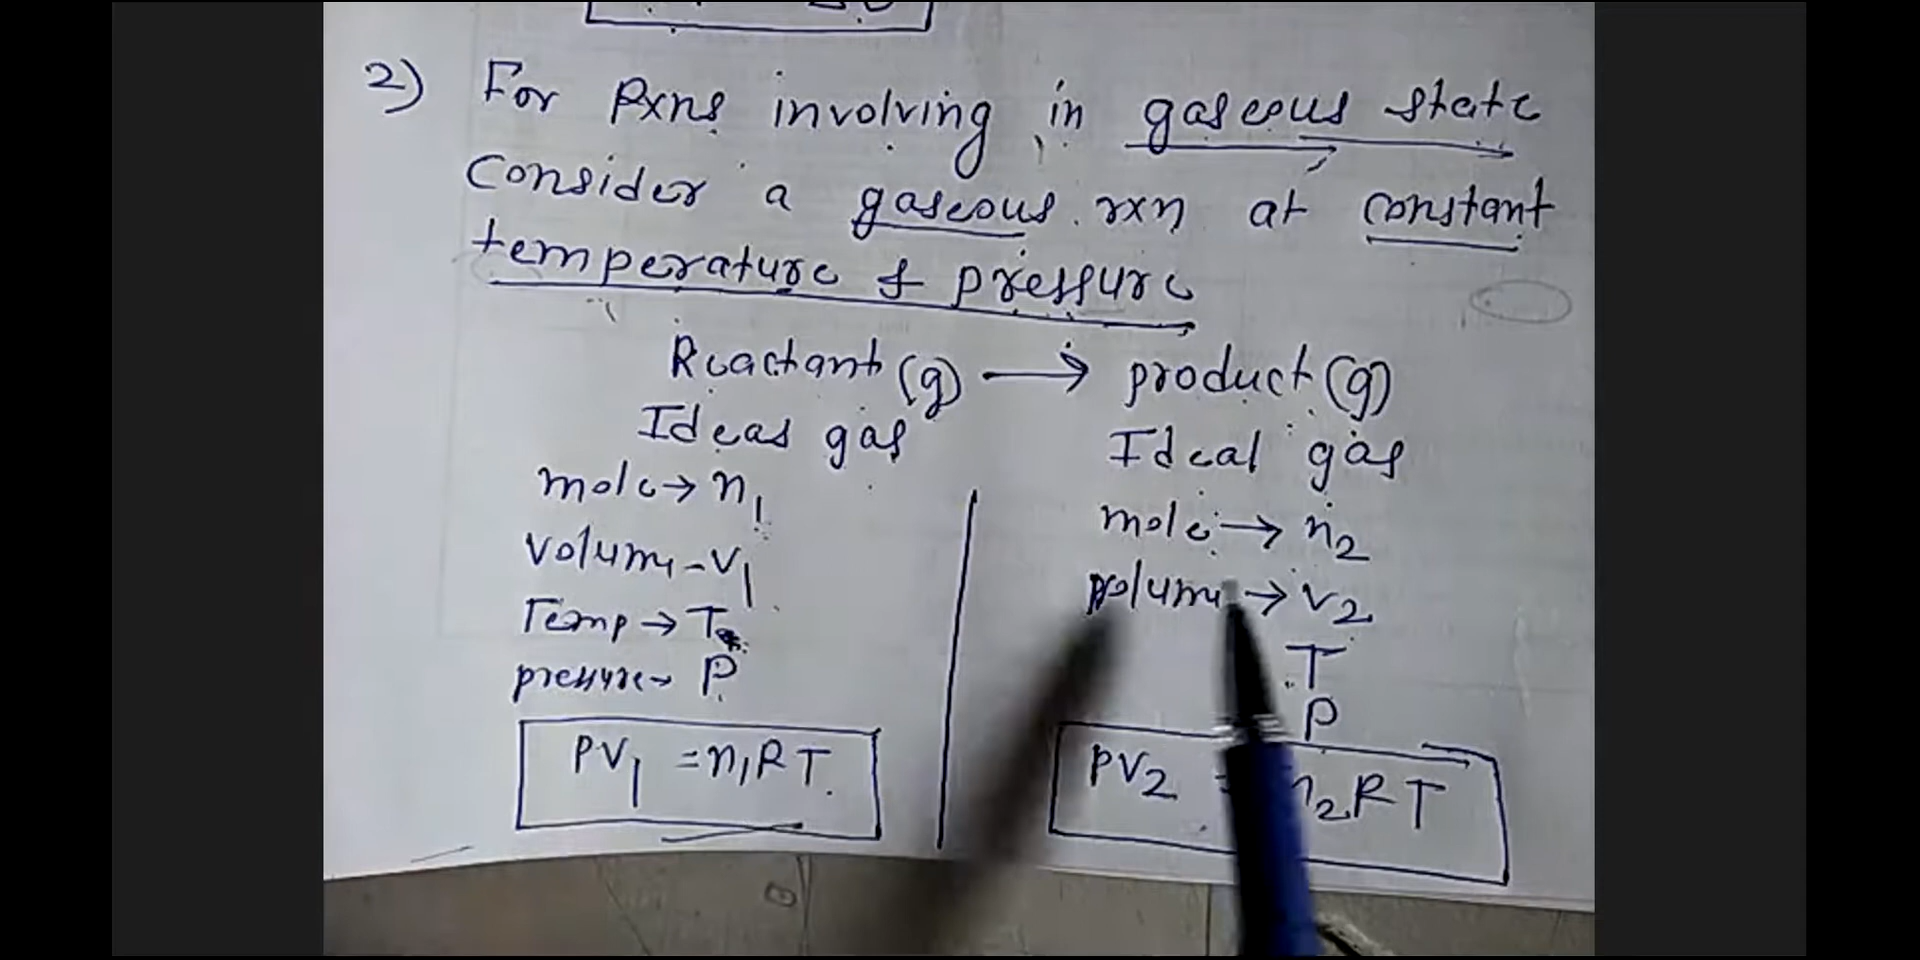 2) For rxns involving in gaseous state
Consider a gaseous rxn at constant
temperature & pressure
Reactant (g) → product (g)
Ideas gas
Ideal gas
mole → n₁
mole → n₂
volume - V₁
volume → V₂
Temp → T
T
pressure → P
P
PV₁ = n₁RT.
PV₂ = n₂RT